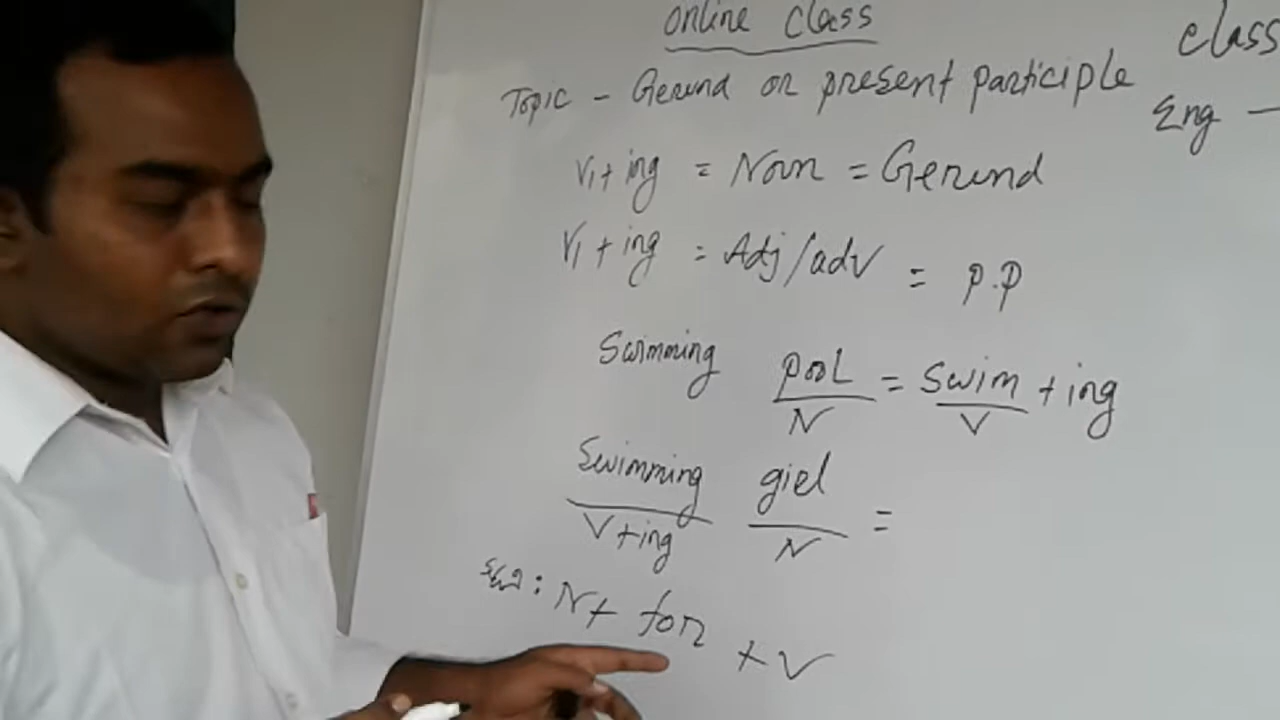 Online Class
Class
Topic - Gerund or present participle
Eng -
V1 + ing = Noun = Gerund
V1 + ing = Adj/adv = P.P
Swimming pool = Swim + ing
N V
Swimming girl =
V + ing N
সূত্র: N + for + V